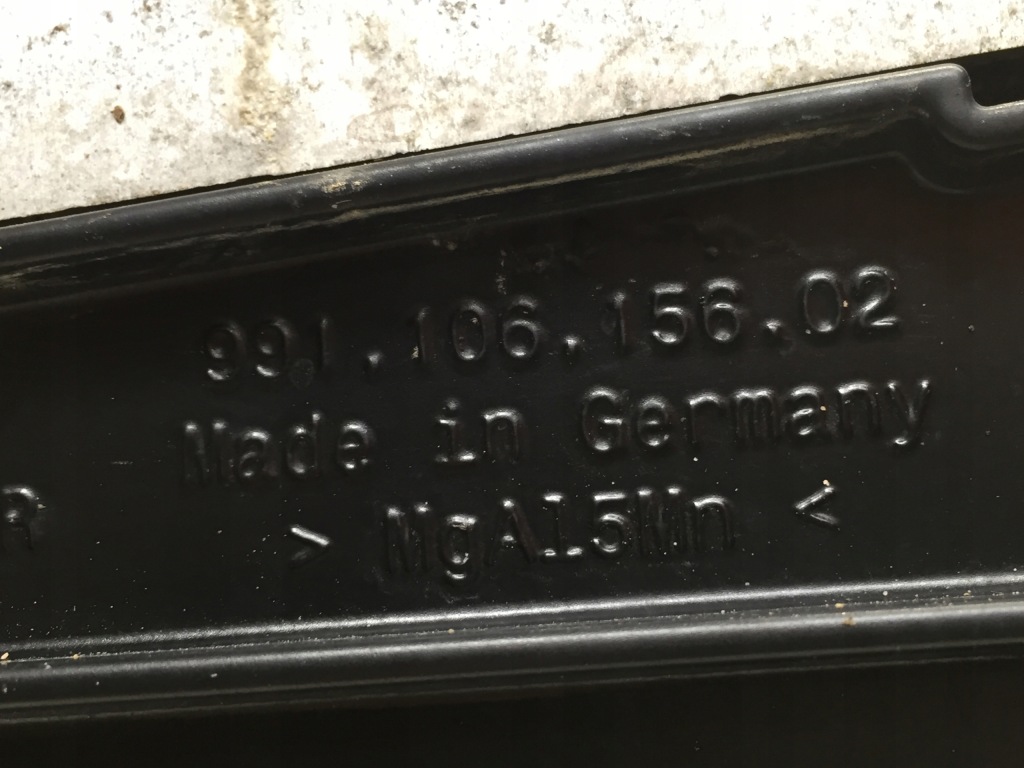 991.106.156.02
Made in Germany
R
> MgAl5Mn <